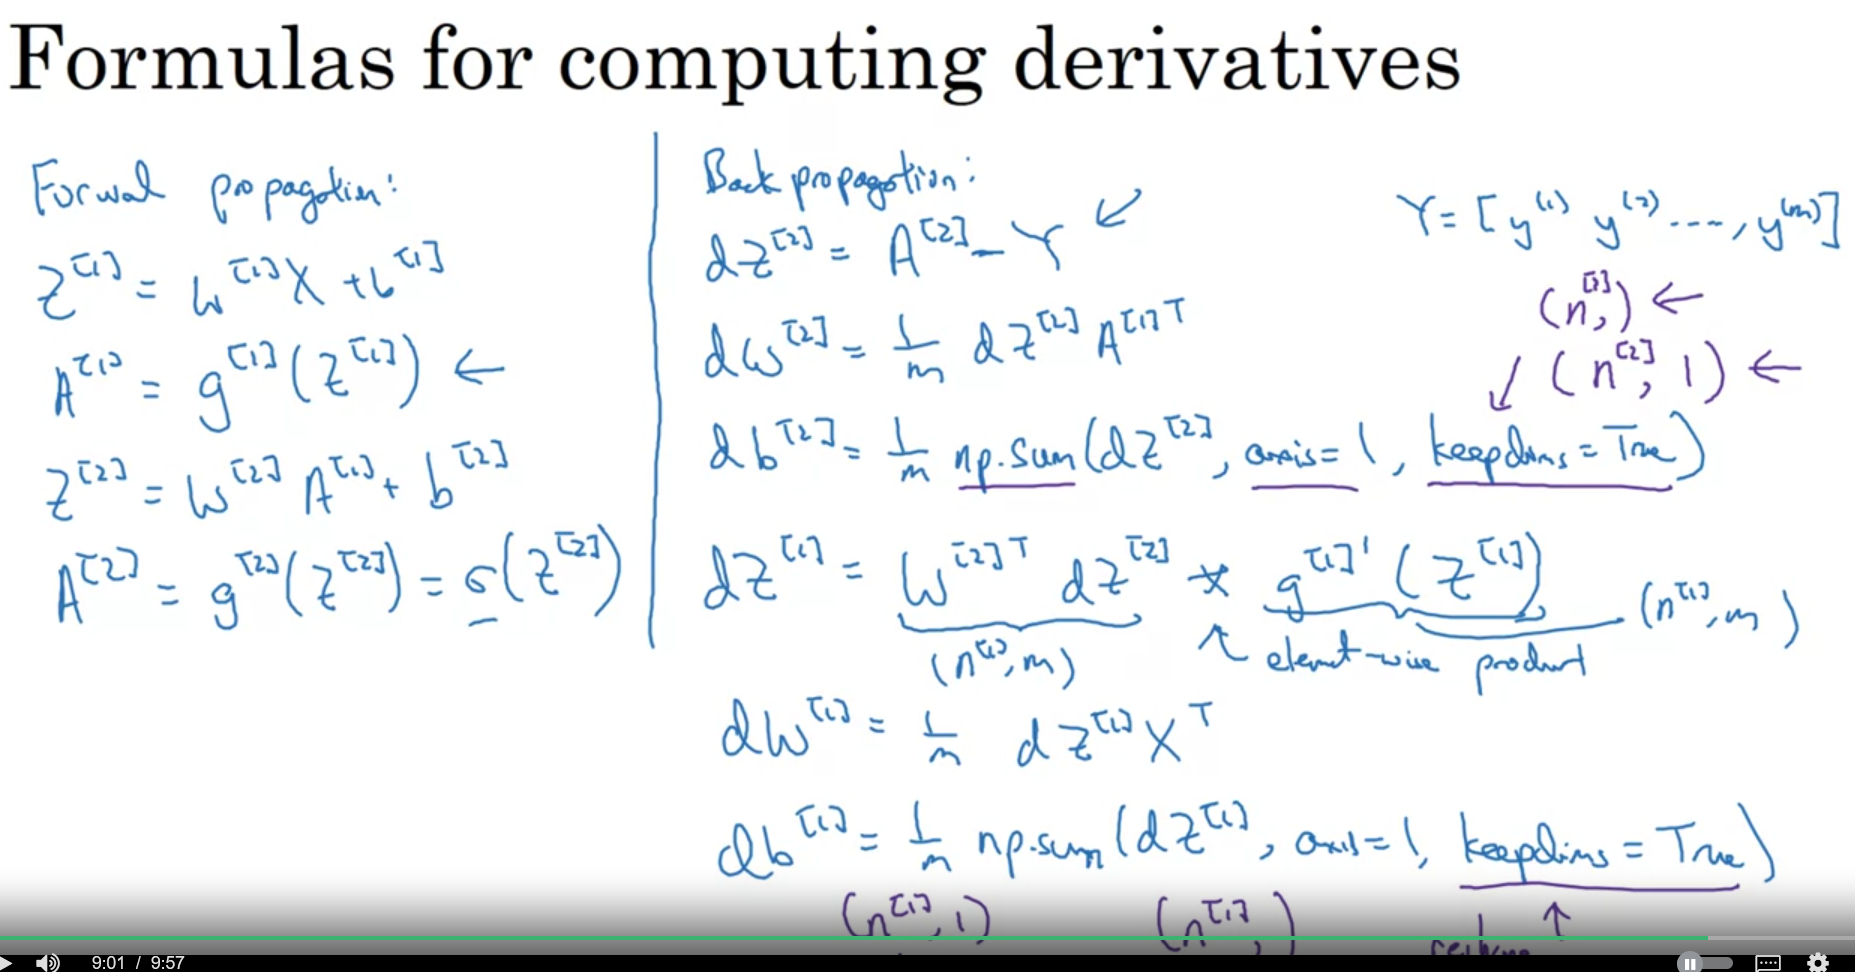 Formulas for computing derivatives
Forwal propagation:
Z^[1] = W^[1] X + b^[1]
A^[1] = g^[1](Z^[1]) ←
Z^[2] = W^[2] A^[1] + b^[2]
A^[2] = g^[2](Z^[2]) = σ(Z^[2])
Back propagation:
dZ^[2] = A^[2] - Y ↙
Y = [y^(1) y^(2) ...., y^(m)]
dW^[2] = 1/m dZ^[2] A^[1]T
(n^[2],) ←
(n^[2], 1) ←
db^[2] = 1/m np.sum(dZ^[2], axis=1, keepdims=True)
dZ^[1] = W^[2]T dZ^[2] * g^[1]'(Z^[1])
(n^[1], m) element-wise product (n^[1], m)
dW^[1] = 1/m dZ^[1] X^T
db^[1] = 1/m np.sum(dZ^[1], axis=1, keepdims=True)
(n^[1], 1) (n^[1],) ↑
9:01 / 9:57